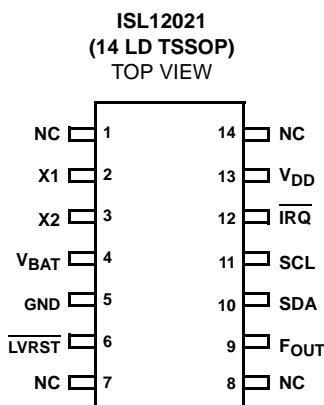 ISL12021
(14 LD TSSOP)
TOP VIEW
NC 1 14 NC
X1 2 13 VDD
X2 3 12 IRQ
VBAT 4 11 SCL
GND 5 10 SDA
LVRST 6 9 FOUT
NC 7 8 NC